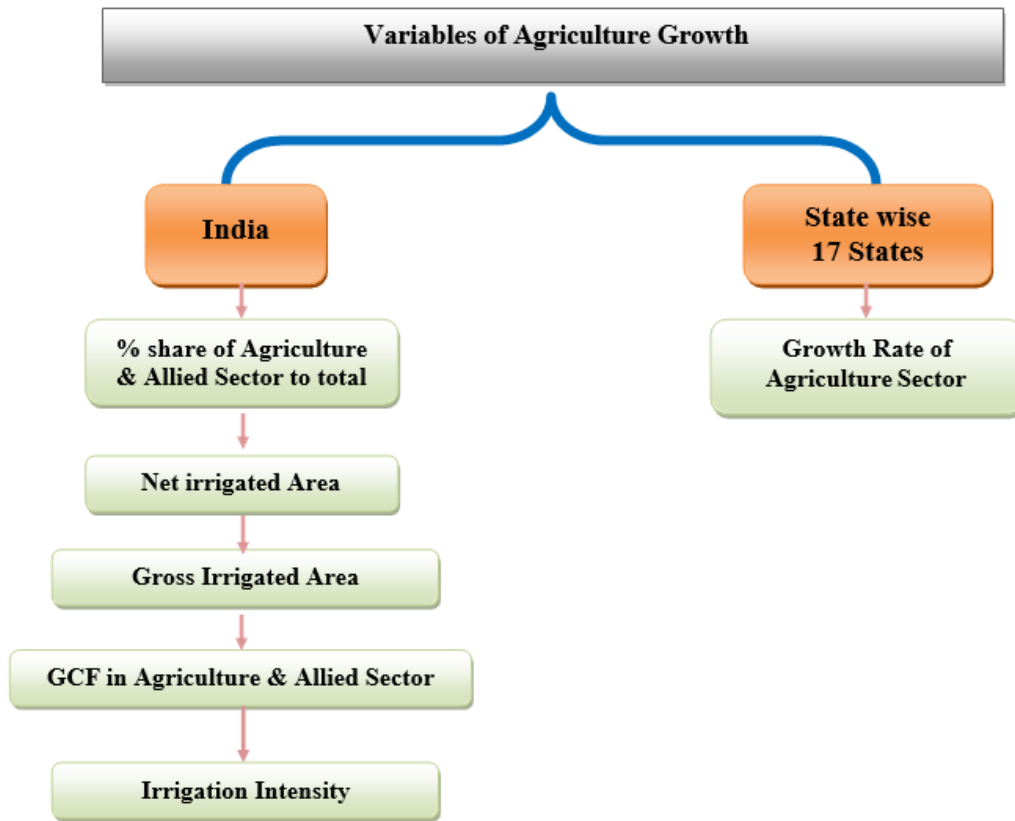 Variables of Agriculture Growth
India
State wise
17 States
% share of Agriculture
& Allied Sector to total
Growth Rate of
Agriculture Sector
Net irrigated Area
Gross Irrigated Area
GCF in Agriculture & Allied Sector
Irrigation Intensity